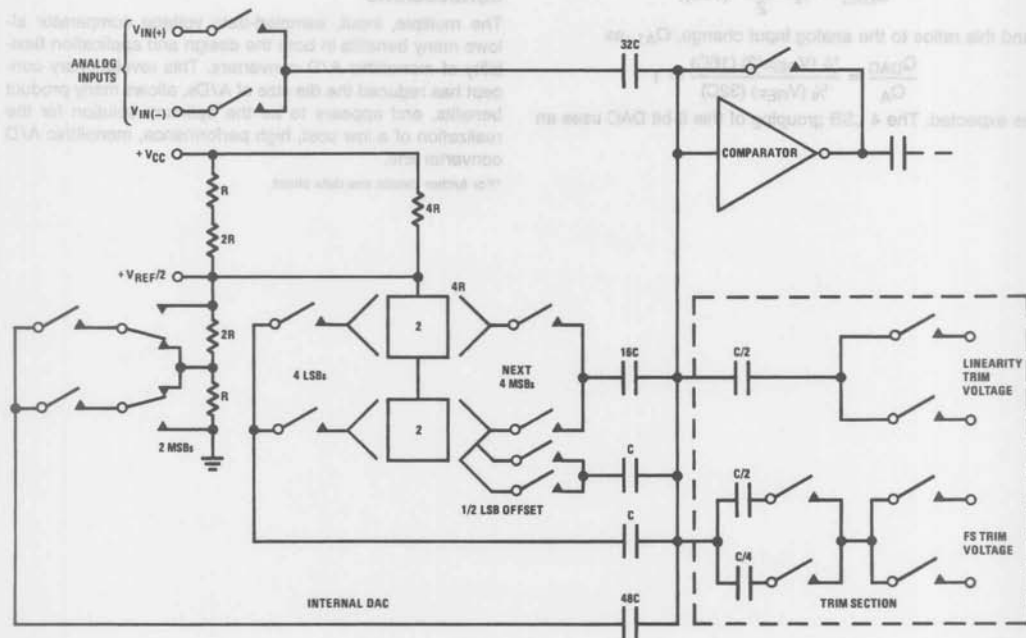 VIN(+)
ANALOG
INPUTS
VIN(−)
+ VCC
R
2R
+ VREF/2
2R
R
2 MSBs
4R
4R
2
2
4 LSBs
NEXT
4 MSBs
1/2 LSB OFFSET
32C
COMPARATOR
16C
C
C
48C
C/2
LINEARITY
TRIM
VOLTAGE
C/2
C/4
FS TRIM
VOLTAGE
INTERNAL DAC
TRIM SECTION